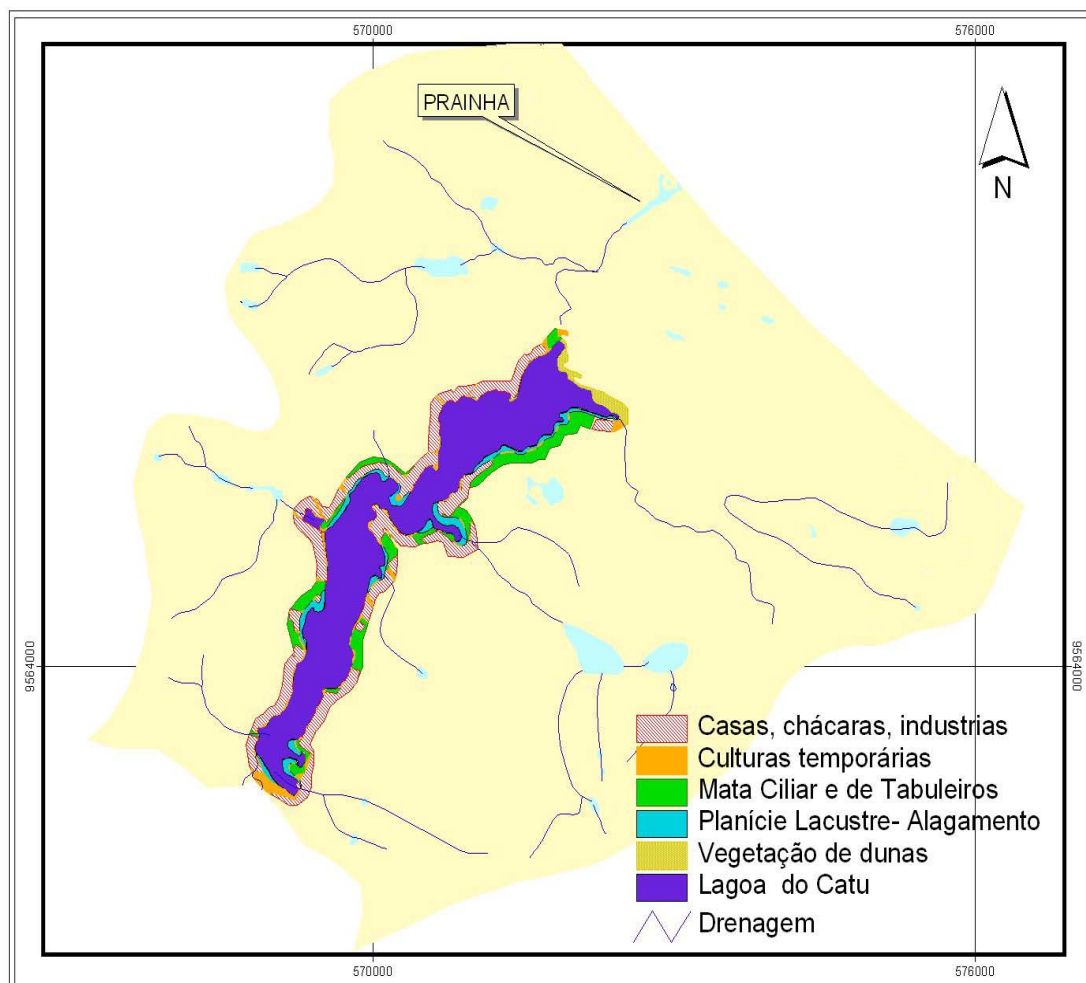 570000
576000
PRAINHA
N
9564000
9564000
Casas, chácaras, industrias
Culturas temporárias
Mata Ciliar e de Tabuleiros
Planície Lacustre- Alagamento
Vegetação de dunas
Lagoa do Catu
Drenagem
570000
576000